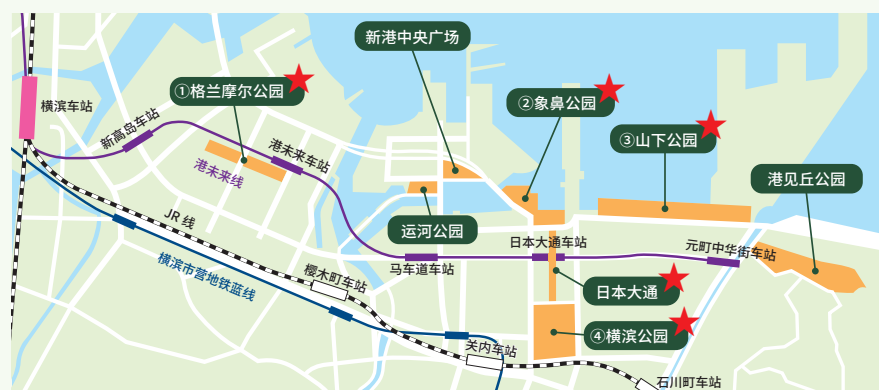 新港中央广场
①格兰摩尔公园
②象鼻公园
横滨车站
新高岛车站
③山下公园
港未来车站
港未来线
港见丘公园
JR 线
运河公园
日本大通车站
元町中华街车站
横滨市营地铁蓝线
樱木町车站
马车道车站
日本大通
④横滨公园
关内车站
石川町车站